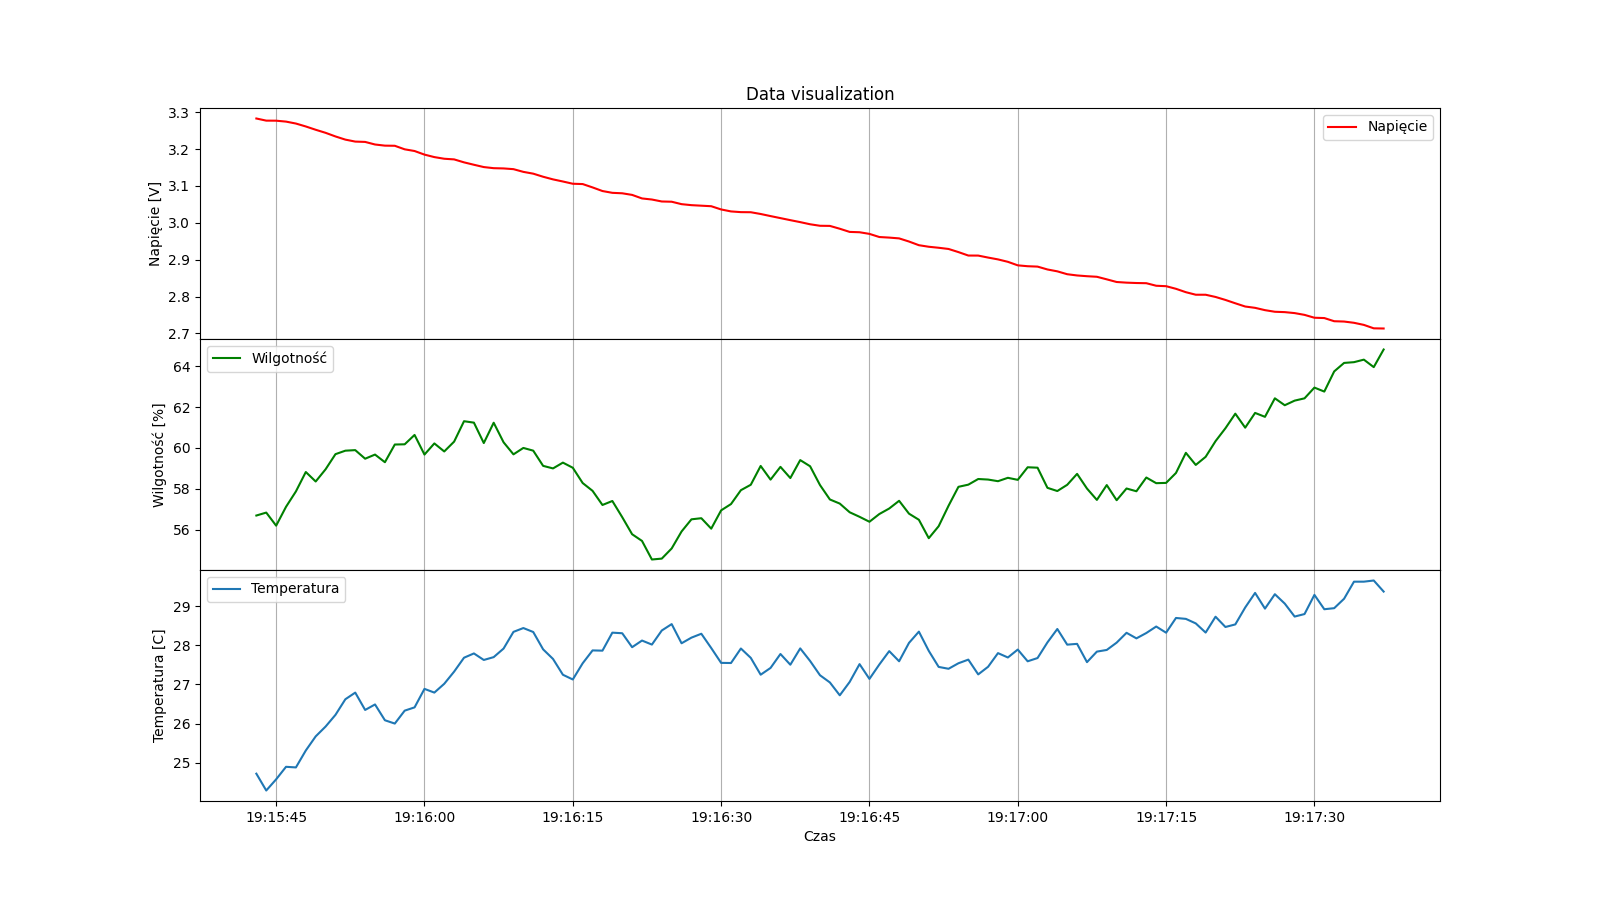 Data visualization
3.3
3.2
3.1
3.0
2.9
2.8
2.7
Napięcie [V]
Napięcie
64
62
60
58
56
Wilgotność [%]
Wilgotność
29
28
27
26
25
Temperatura [C]
Temperatura
19:15:45 19:16:00 19:16:15 19:16:30 19:16:45 19:17:00 19:17:15 19:17:30
Czas